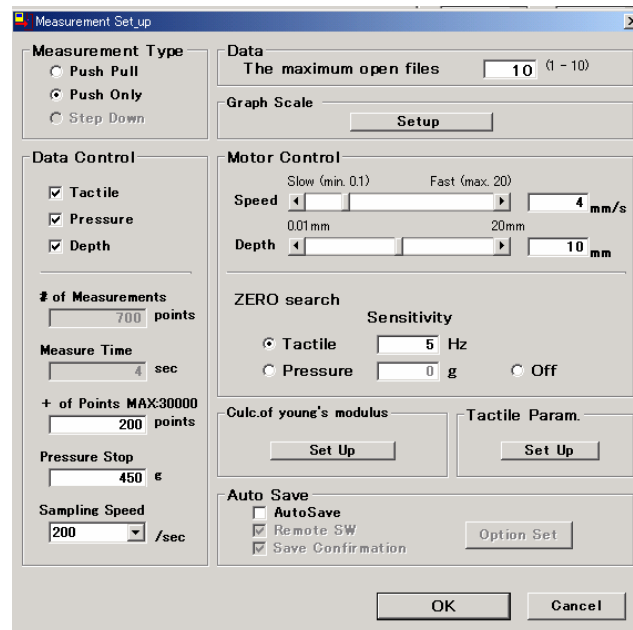 Measurement Set_up
Measurement Type
Push Pull
Push Only
Step Down
Data
The maximum open files 10 (1 - 10)
Graph Scale
Setup
Data Control
Tactile
Pressure
Depth
# of Measurements
700 points
Measure Time
4 sec
+ of Points MAX:30000
200 points
Pressure Stop
450 g
Sampling Speed
200 /sec
Motor Control
Slow (min. 0.1) Fast (max. 20)
Speed 4 mm/s
0.01mm 20mm
Depth 10 mm
ZERO search
Sensitivity
Tactile 5 Hz
Pressure 0 g Off
Culc.of young's modulus
Set Up
Tactile Param.
Set Up
Auto Save
AutoSave
Remote SW
Save Confirmation
Option Set
OK Cancel